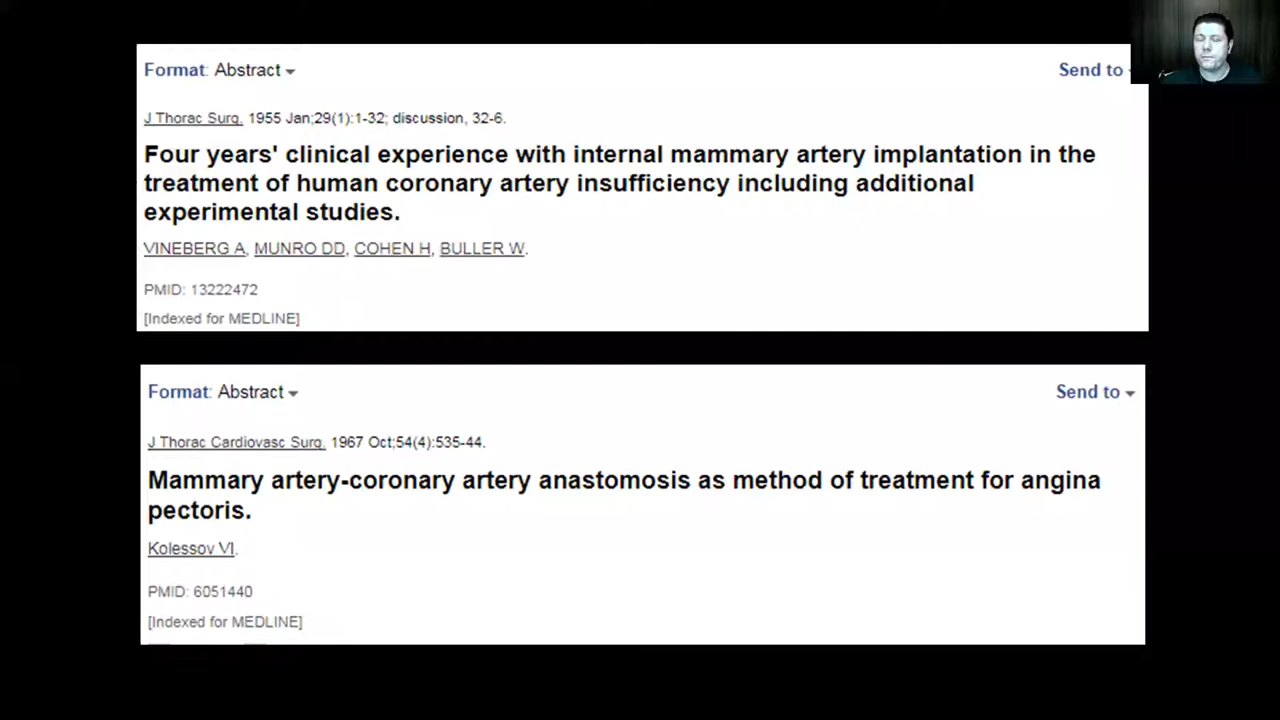 Format: Abstract
Send to
J Thorac Surg. 1955 Jan;29(1):1-32; discussion, 32-6.
Four years' clinical experience with internal mammary artery implantation in the
treatment of human coronary artery insufficiency including additional
experimental studies.
VINEBERG A, MUNRO DD, COHEN H, BULLER W.
PMID: 13222472
[Indexed for MEDLINE]
Format: Abstract
Send to
J Thorac Cardiovasc Surg. 1967 Oct;54(4):535-44.
Mammary artery-coronary artery anastomosis as method of treatment for angina
pectoris.
Kolessov VI.
PMID: 6051440
[Indexed for MEDLINE]